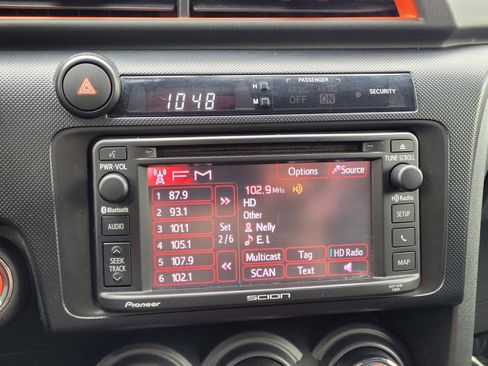 PASSENGER
H
1048
M
OFF
ON
SECURITY
PWR•VOL
TUNE•SCROLL
FM
Options
Source
1 87.9
102.9 MHz
HD
2 93.1
HD
Bluetooth
HD Radio
Other
3 101.1
Set
Nelly
AUDIO
SETUP
4 105.1
2/6
E.I.
SEEK
TRACK
5 107.9
Multicast
Tag
HD Radio
6 102.1
SCAN
Text
MAP
Pioneer
SCION